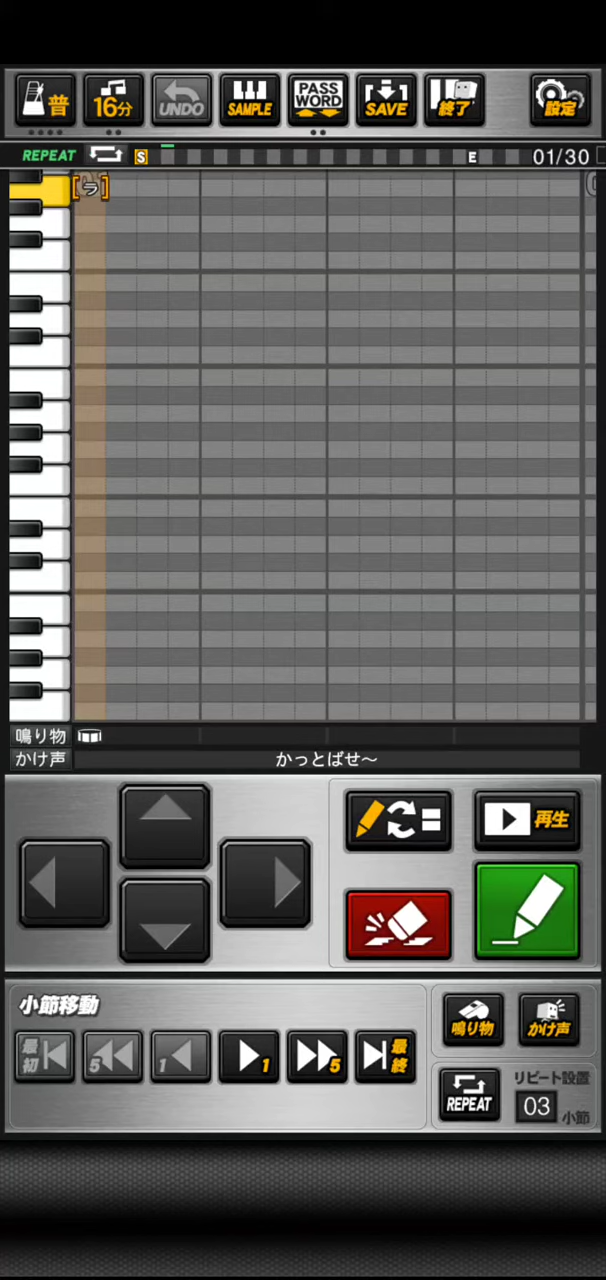 普 16分 UNDO SAMPLE PASS WORD SAVE 終了 設定
REPEAT S E 01/30
[ラ]
鳴り物
かけ声 かっとばせ～
再生
小節移動
最初 5 1 1 5 最終
鳴り物 かけ声
リピート設置
REPEAT 03 小節